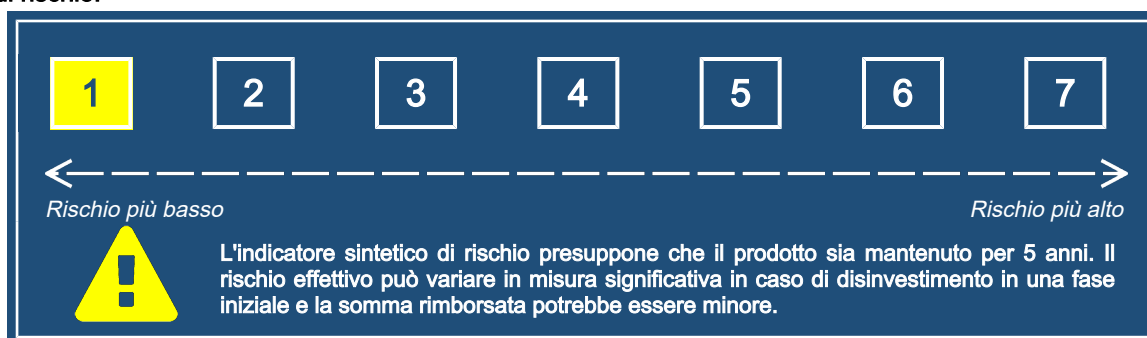 di rischio:
1 2 3 4 5 6 7
Rischio più basso Rischio più alto
L'indicatore sintetico di rischio presuppone che il prodotto sia mantenuto per 5 anni. Il
rischio effettivo può variare in misura significativa in caso di disinvestimento in una fase
iniziale e la somma rimborsata potrebbe essere minore.